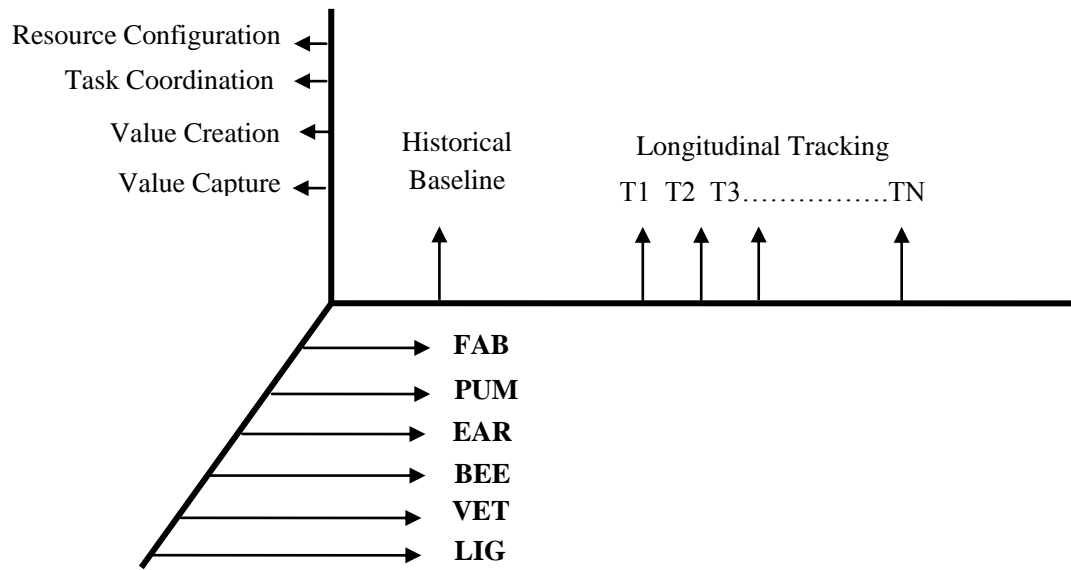 Resource Configuration
Task Coordination
Value Creation
Value Capture
Historical
Baseline
Longitudinal Tracking
T1 T2 T3…………….TN
FAB
PUM
EAR
BEE
VET
LIG